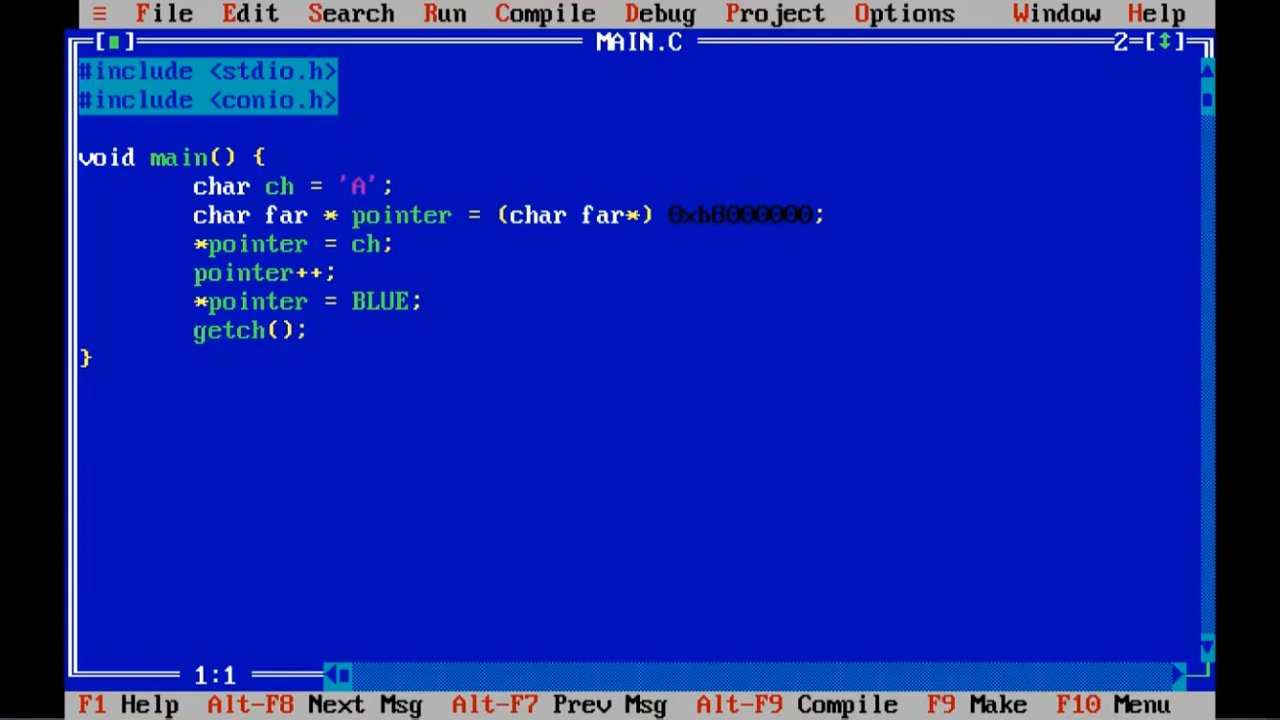 ≡ File Edit Search Run Compile Debug Project Options Window Help
[■] MAIN.C 2=[↕]
#include <stdio.h>
#include <conio.h>
void main() {
char ch = 'A';
char far * pointer = (char far*) 0xb8000000;
*pointer = ch;
pointer++;
*pointer = BLUE;
getch();
}
1:1
F1 Help Alt-F8 Next Msg Alt-F7 Prev Msg Alt-F9 Compile F9 Make F10 Menu